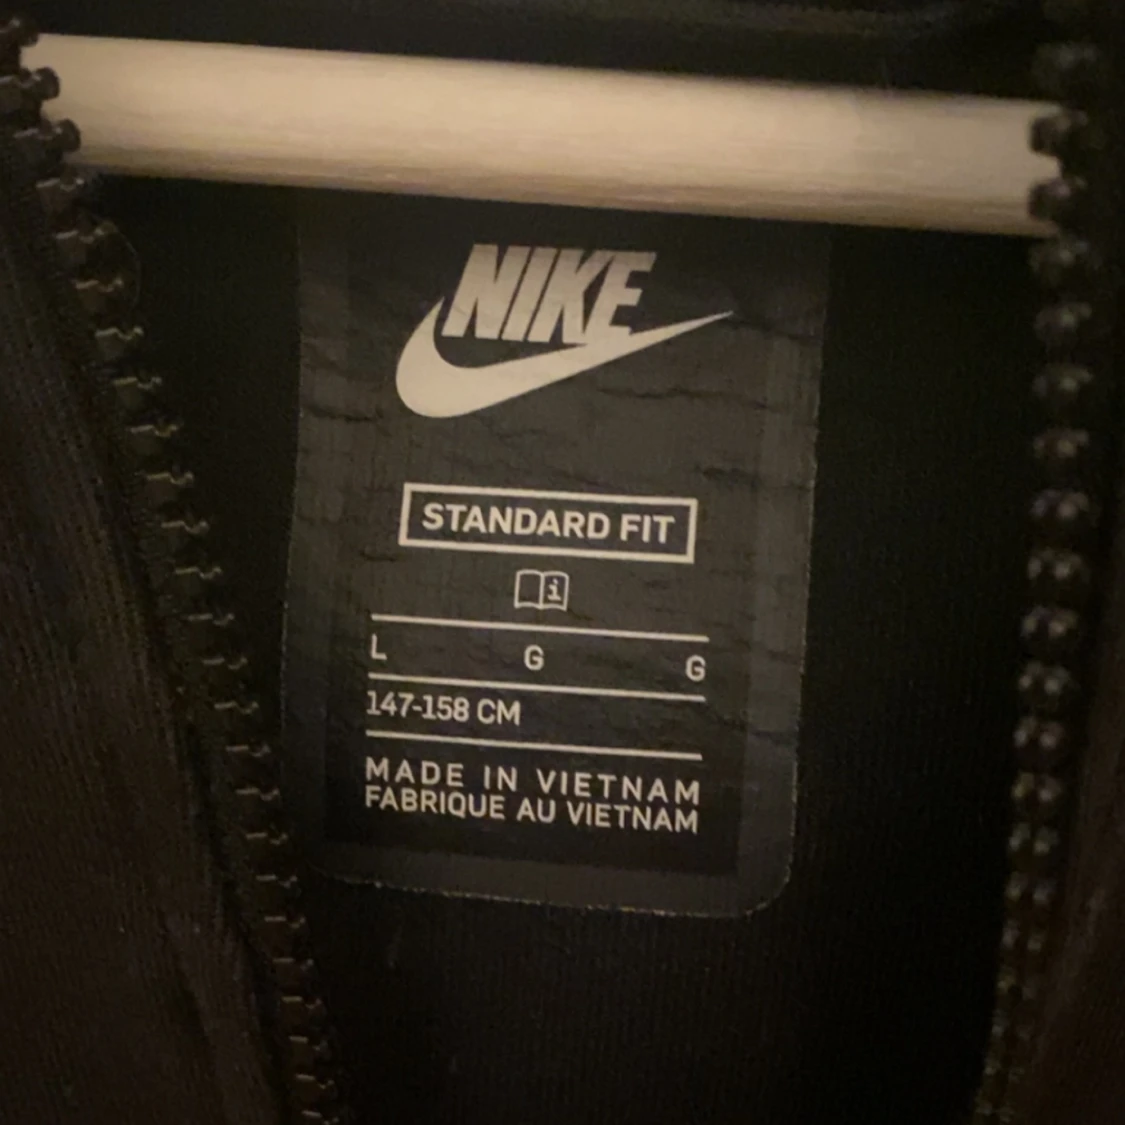 NIKE
STANDARD FIT
i
L G G
147-158 CM
MADE IN VIETNAM
FABRIQUE AU VIETNAM